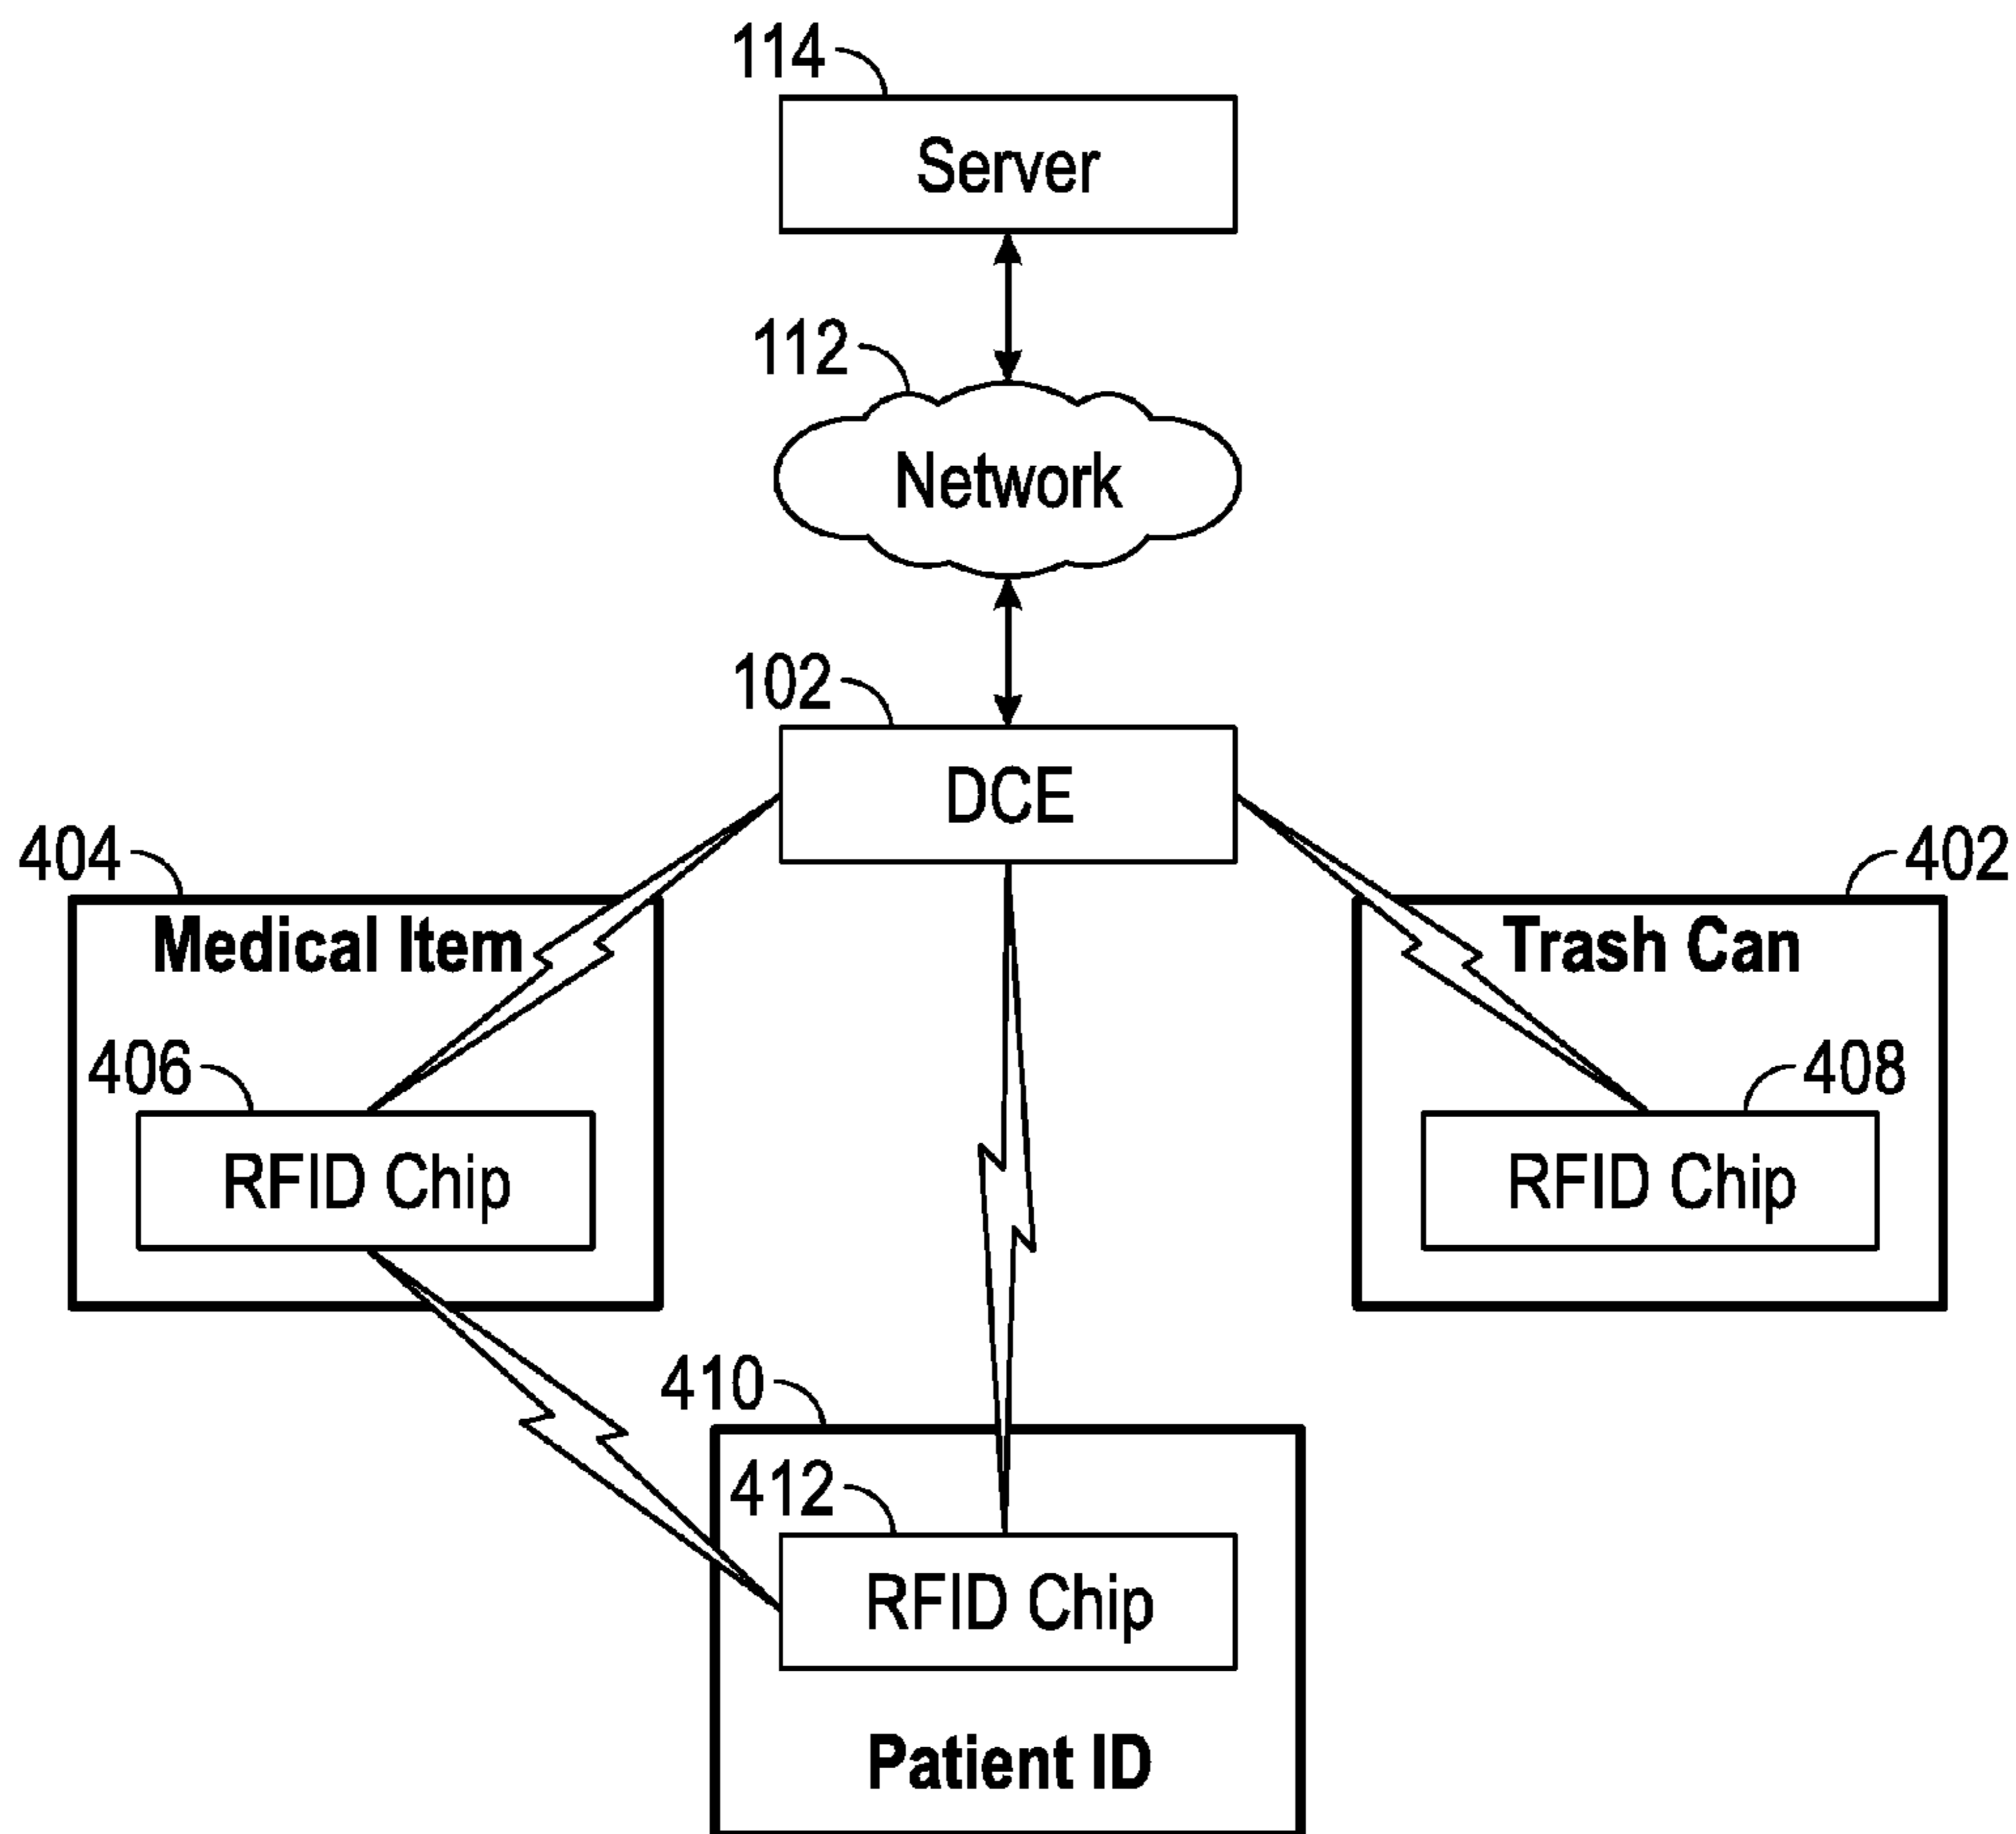 114
Server
112
Network
102
DCE
404
402
Medical Item
Trash Can
406
408
RFID Chip
RFID Chip
410
412
RFID Chip
Patient ID